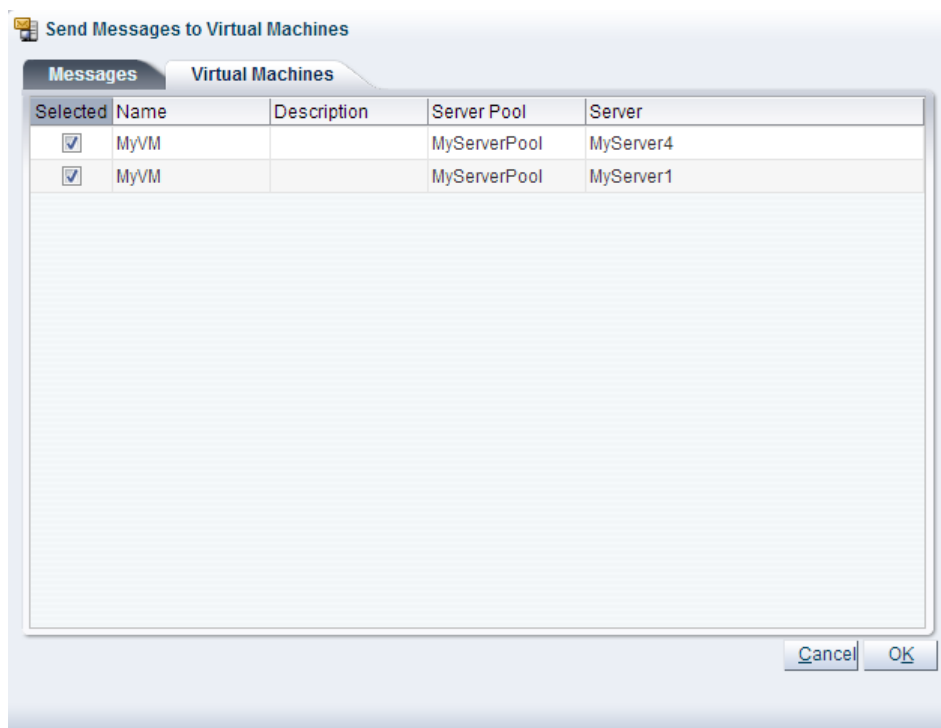 Send Messages to Virtual Machines
Messages Virtual Machines
Selected Name Description Server Pool Server
MyVM MyServerPool MyServer4
MyVM MyServerPool MyServer1
Cancel OK